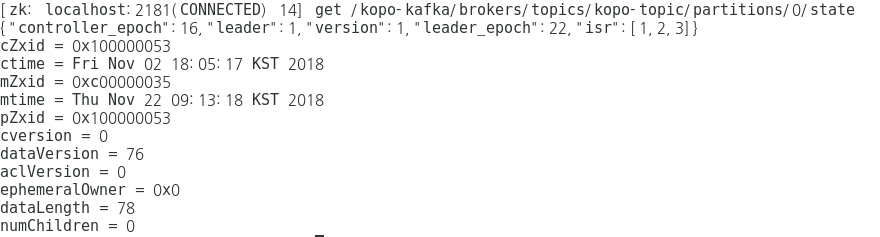 [zk: localhost:2181(CONNECTED) 14] get /kopo-kafka/brokers/topics/kopo-topic/partitions/0/state
{"controller_epoch":16,"leader":1,"version":1,"leader_epoch":22,"isr":[1,2,3]}
cZxid = 0x100000053
ctime = Fri Nov 02 18:05:17 KST 2018
mZxid = 0xc00000035
mtime = Thu Nov 22 09:13:18 KST 2018
pZxid = 0x100000053
cversion = 0
dataVersion = 76
aclVersion = 0
ephemeralOwner = 0x0
dataLength = 78
numChildren = 0